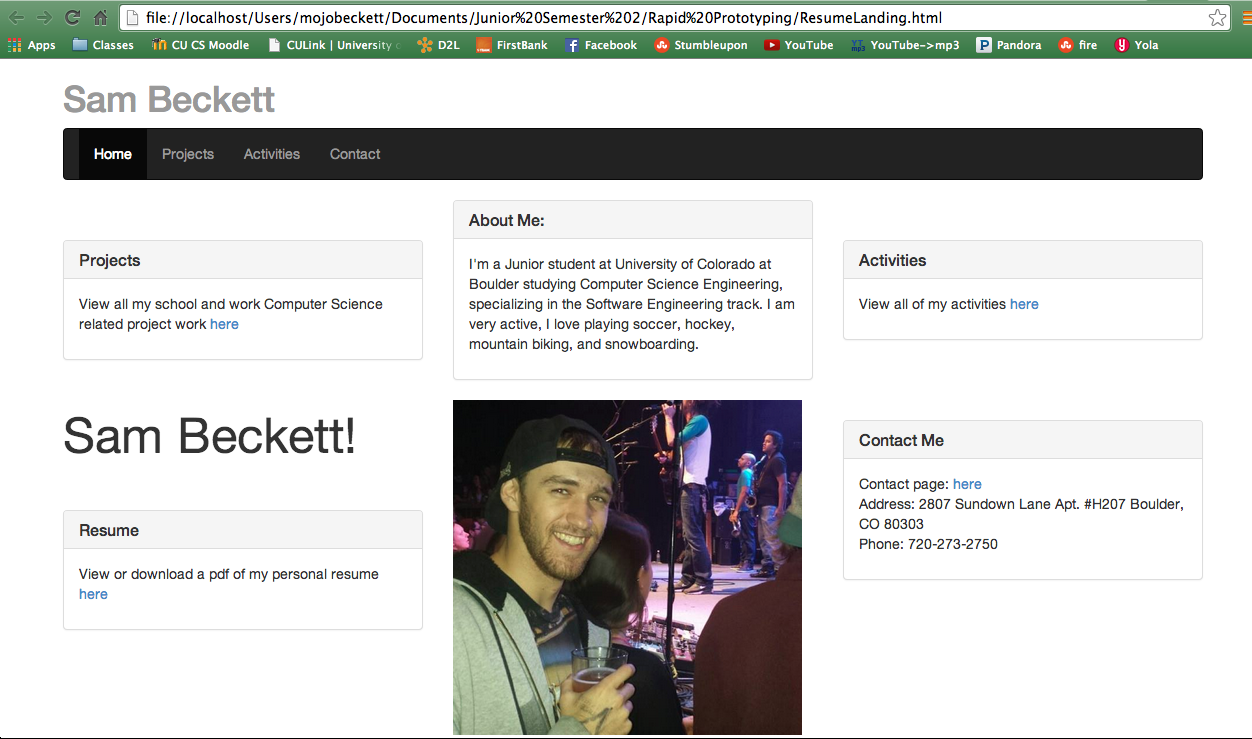 file://localhost/Users/mojobeckett/Documents/Junior%20Semester%202/Rapid%20Prototyping/ResumeLanding.html
Apps Classes CU CS Moodle CULink | University D2L FirstBank Facebook Stumbleupon YouTube YouTube->mp3 Pandora fire Yola
Sam Beckett
Home Projects Activities Contact
Projects
View all my school and work Computer Science
related project work here
About Me:
I'm a Junior student at University of Colorado at
Boulder studying Computer Science Engineering,
specializing in the Software Engineering track. I am
very active, I love playing soccer, hockey,
mountain biking, and snowboarding.
Activities
View all of my activities here
Sam Beckett!
Resume
View or download a pdf of my personal resume
here
Contact Me
Contact page: here
Address: 2807 Sundown Lane Apt. #H207 Boulder,
CO 80303
Phone: 720-273-2750